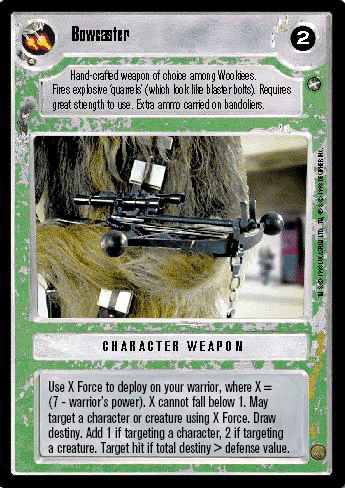 Bowcaster
2
Hand-crafted weapon of choice among Wookiees.
Fires explosive 'quarrels' (which look like blaster bolts). Requires
great strength to use. Extra ammo carried on bandoliers.
CHARACTER WEAPON
Use X Force to deploy on your warrior, where X =
(7 - warrior's power). X cannot fall below 1. May
target a character or creature using X Force. Draw
destiny. Add 1 if targeting a character, 2 if targeting
a creature. Target hit if total destiny > defense value.